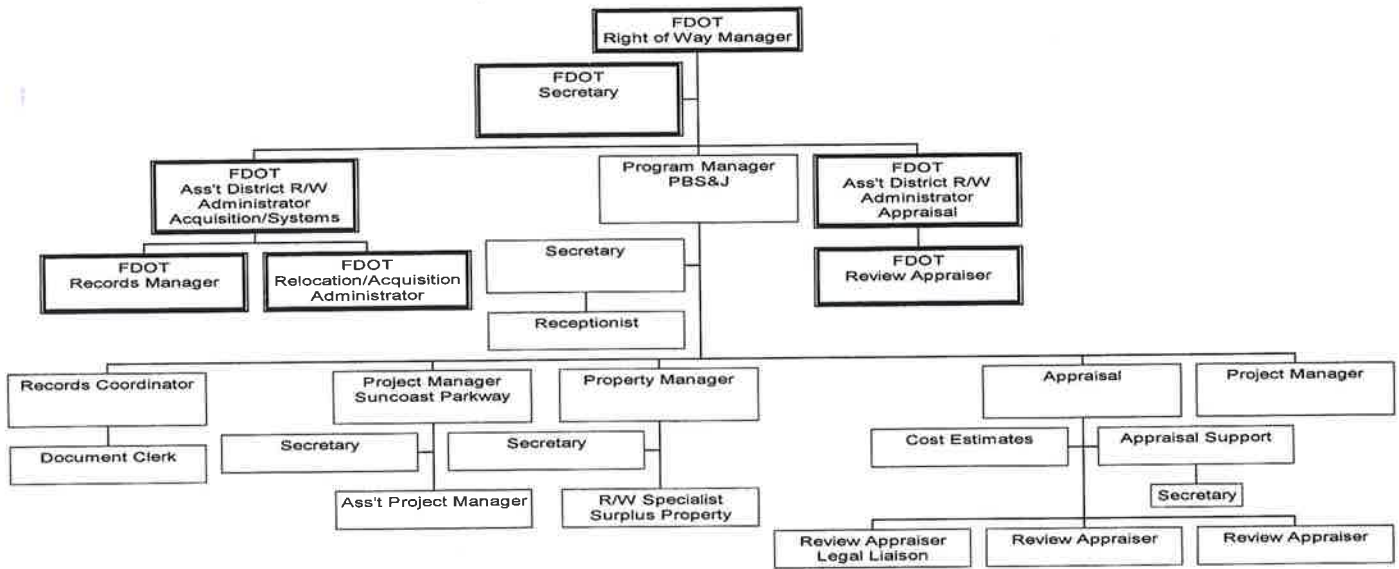 FDOT
Right of Way Manager
FDOT
Secretary
FDOT
Ass't District R/W
Administrator
Acquisition/Systems
Program Manager
PBS&J
FDOT
Ass't District R/W
Administrator
Appraisal
FDOT
Records Manager
FDOT
Relocation/Acquisition
Administrator
Secretary
FDOT
Review Appraiser
Receptionist
Records Coordinator
Project Manager
Suncoast Parkway
Property Manager
Appraisal
Project Manager
Document Clerk
Secretary
Secretary
Cost Estimates
Appraisal Support
Ass't Project Manager
R/W Specialist
Surplus Property
Secretary
Review Appraiser
Legal Liaison
Review Appraiser
Review Appraiser